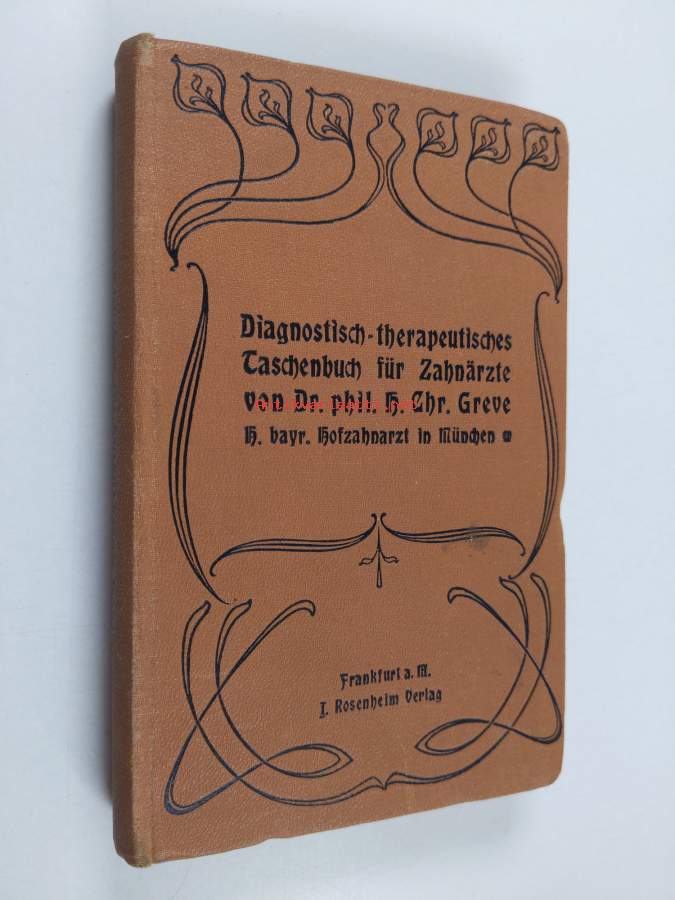 Diagnostisch-therapeutisches
Taschenbuch für Zahnärzte
von Dr. phil. H. Chr. Greve
K. bayr. Hofzahnarzt in München
Frankfurt a. M.
J. Rosenheim Verlag